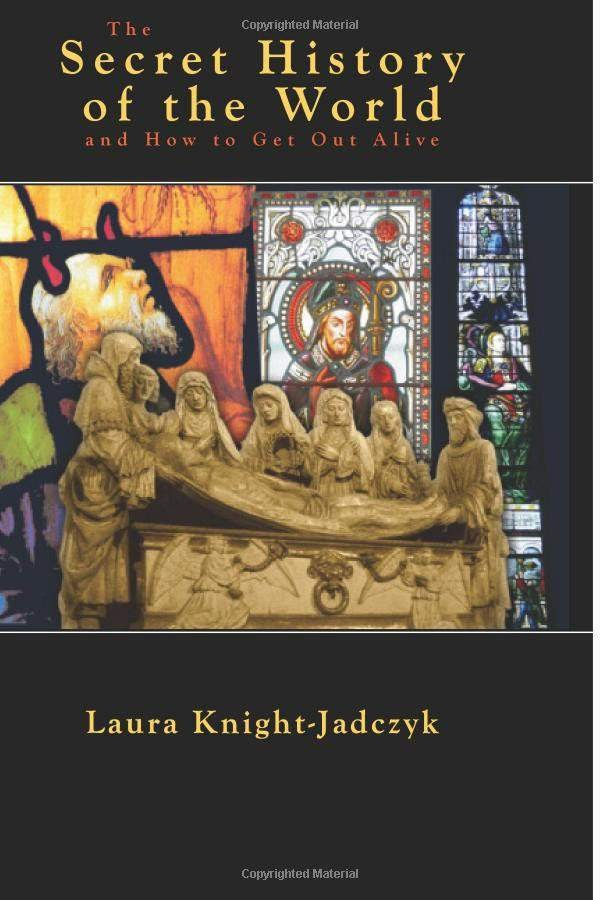 Copyrighted Material
The
Secret History
of the World
and How to Get Out Alive
Laura Knight-Jadczyk
Copyrighted Material